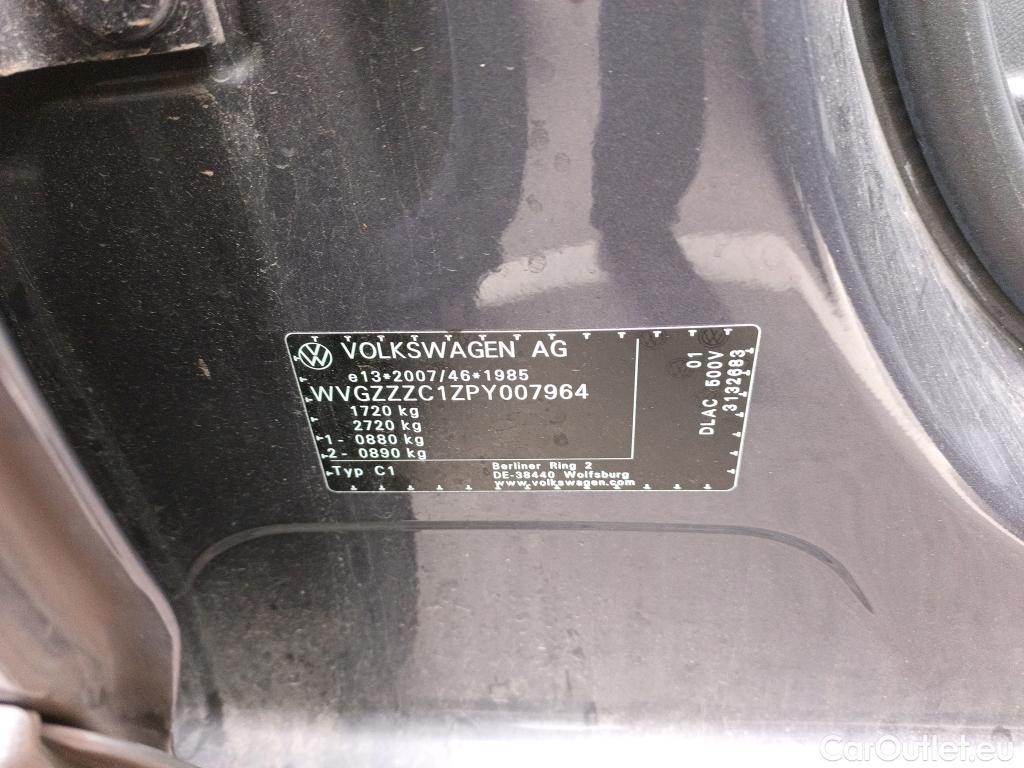 VOLKSWAGEN AG
e13*2007/46*1985
WVGZZZC1ZPY007964
1720 kg
2720 kg
1- 0880 kg
2- 0890 kg
Typ C1
Berliner Ring 2
DE-38440 Wolfsburg
www.volkswagen.com
01
DLAC 500V
3132683
CarOutlet.eu